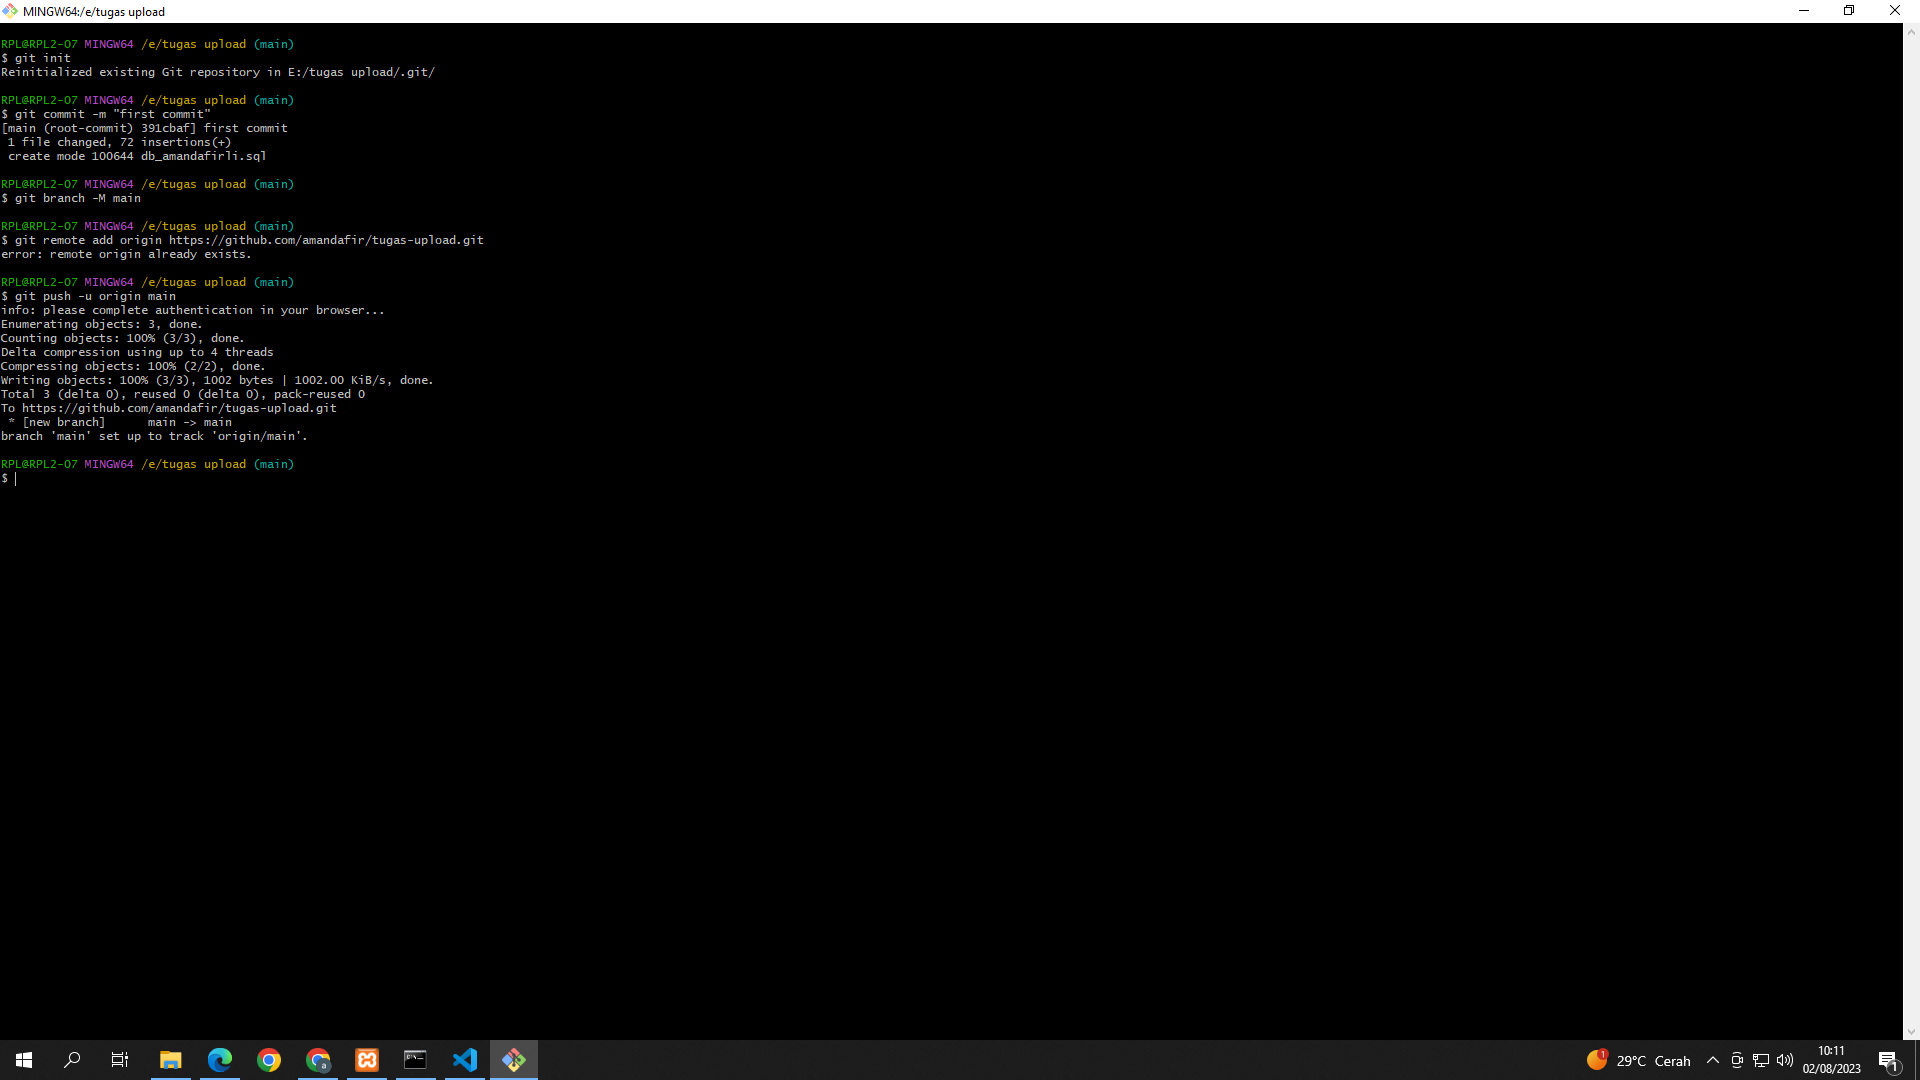 MINGW64:/e/tugas upload
RPL@RPL2-07 MINGW64 /e/tugas upload (main)
$ git init
Reinitialized existing Git repository in E:/tugas upload/.git/
RPL@RPL2-07 MINGW64 /e/tugas upload (main)
$ git commit -m "first commit"
[main (root-commit) 391cbaf] first commit
1 file changed, 72 insertions(+)
create mode 100644 db_amandafirli.sql
RPL@RPL2-07 MINGW64 /e/tugas upload (main)
$ git branch -M main
RPL@RPL2-07 MINGW64 /e/tugas upload (main)
$ git remote add origin https://github.com/amandafir/tugas-upload.git
error: remote origin already exists.
RPL@RPL2-07 MINGW64 /e/tugas upload (main)
$ git push -u origin main
info: please complete authentication in your browser...
Enumerating objects: 3, done.
Counting objects: 100% (3/3), done.
Delta compression using up to 4 threads
Compressing objects: 100% (2/2), done.
Writing objects: 100% (3/3), 1002 bytes | 1002.00 KiB/s, done.
Total 3 (delta 0), reused 0 (delta 0), pack-reused 0
To https://github.com/amandafir/tugas-upload.git
* [new branch]      main -> main
branch 'main' set up to track 'origin/main'.
RPL@RPL2-07 MINGW64 /e/tugas upload (main)
$
a
C:\_
1
29°C Cerah
10:11
02/08/2023
1